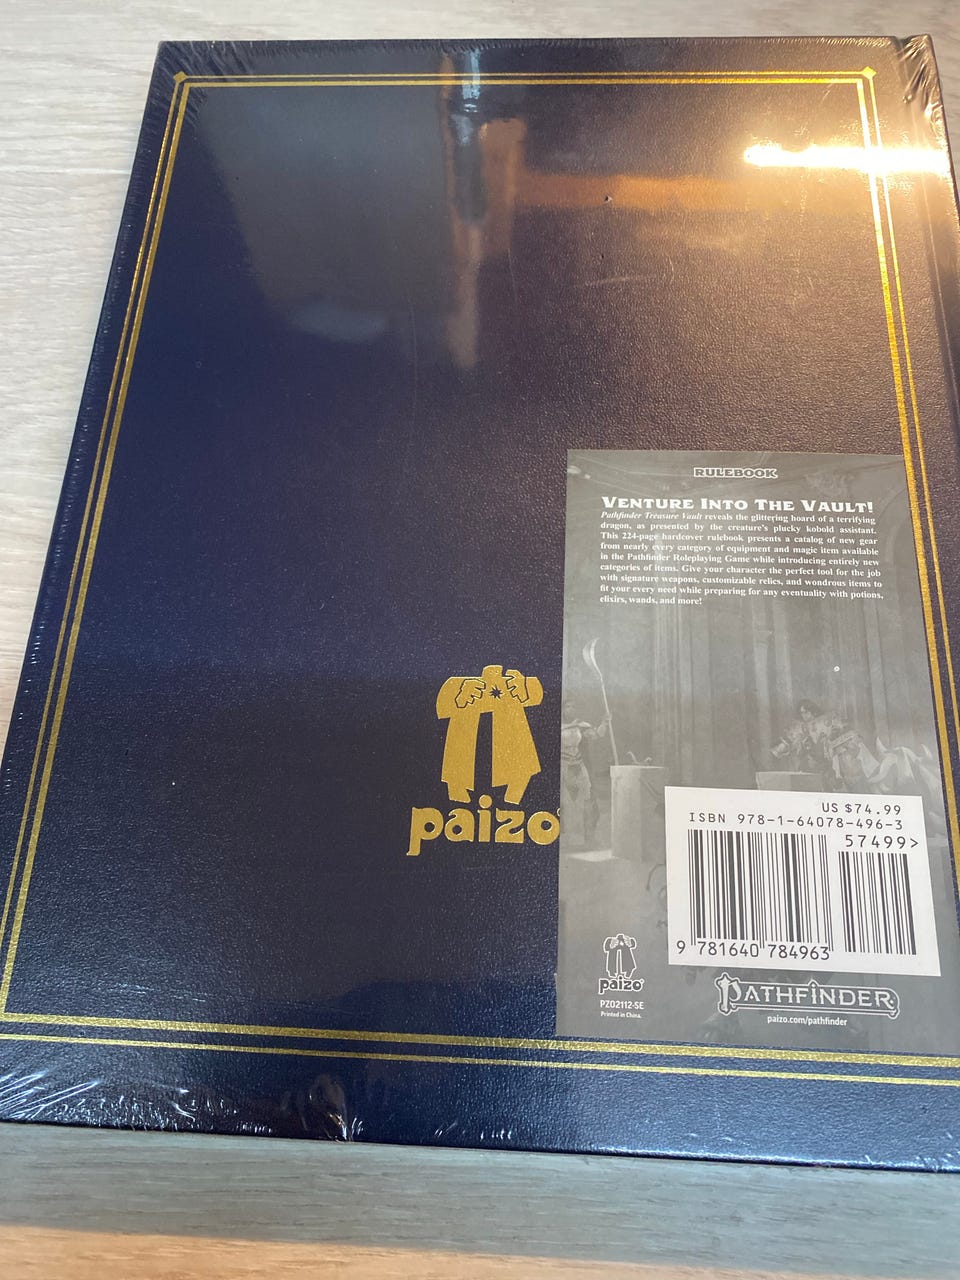 RULEBOOK
VENTURE INTO THE VAULT!
Pathfinder Treasure Vault reveals the glittering hoard of a terrifying
dragon, as presented by the creature's plucky kobold assistant.
This 224-page hardcover rulebook presents a catalog of new gear
from nearly every category of equipment and magic item available
in the Pathfinder Roleplaying Game while introducing entirely new
categories of items. Give your character the perfect tool for the job
with signature weapons, customizable relics, and wondrous items to
fit your every need while preparing for any eventuality with potions,
elixirs, wands, and more!
paizo
US $74.99
ISBN 978-1-64078-496-3
57499>
9 781640 784963
paizo
PZO2112-SE
Printed in China.
PATHFINDER
paizo.com/pathfinder